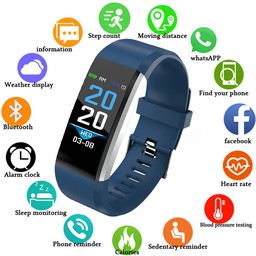 Step count
Moving distance
information
whatsAPP
Weather display
Find your phone
20
20
WED
03-08
Bluetooth
facebook
Alarm clock
Heart rate
Sleep monitoring
Blood pressure testing
Phone reminder
Sedentary reminder
Calories